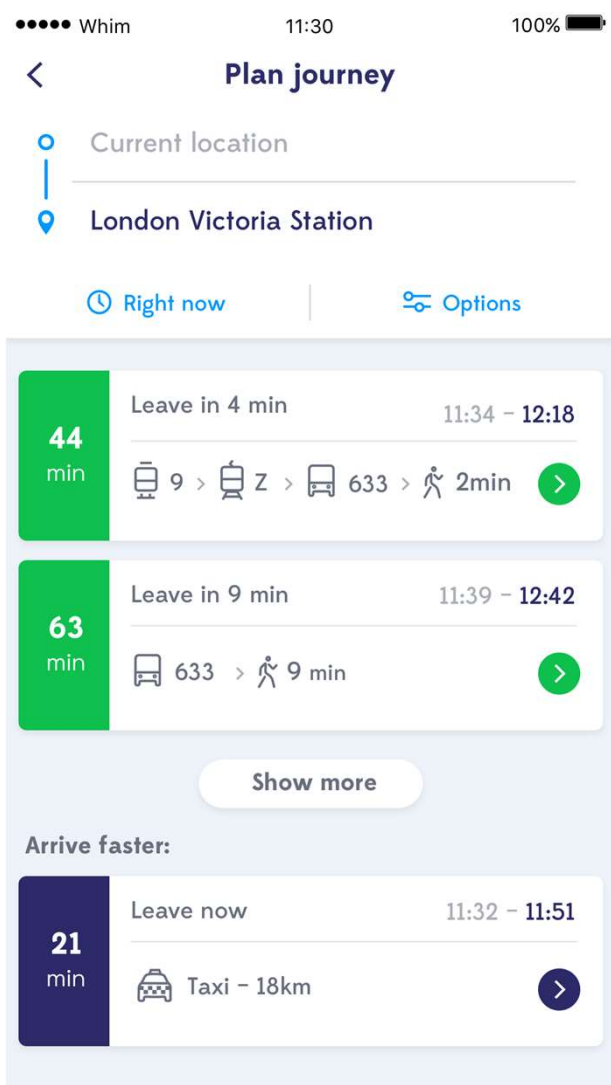 Whim 11:30 100%
Plan journey
Current location
London Victoria Station
Right now Options
Leave in 4 min 11:34 – 12:18
44 min
9 > Z > 633 > 2min
Leave in 9 min 11:39 – 12:42
63 min
633 > 9 min
Show more
Arrive faster:
Leave now 11:32 – 11:51
21 min
Taxi – 18km